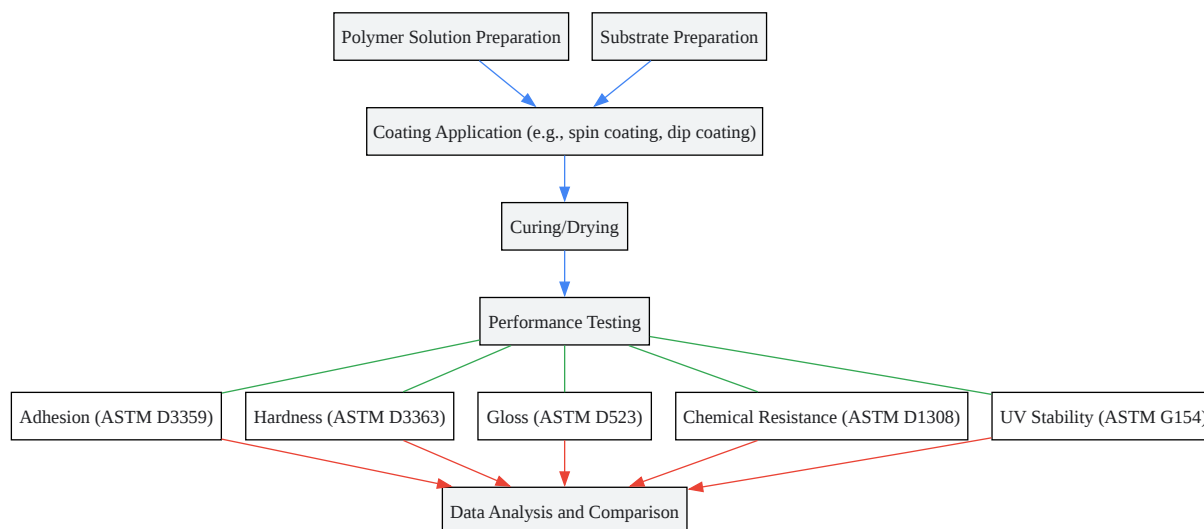 Polymer Solution Preparation
Substrate Preparation
Coating Application (e.g., spin coating, dip coating)
Curing/Drying
Performance Testing
Adhesion (ASTM D3359)
Hardness (ASTM D3363)
Gloss (ASTM D523)
Chemical Resistance (ASTM D1308)
UV Stability (ASTM G154)
Data Analysis and Comparison